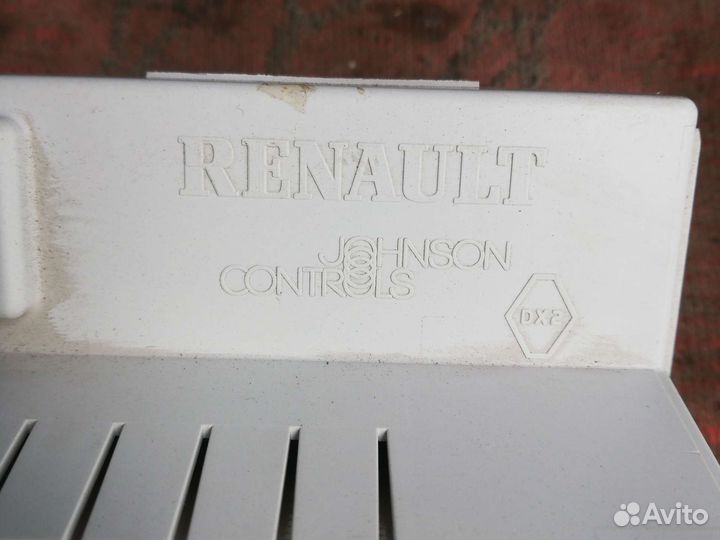 RENAULT
JOHNSON
CONTROLS
DX2
Avito